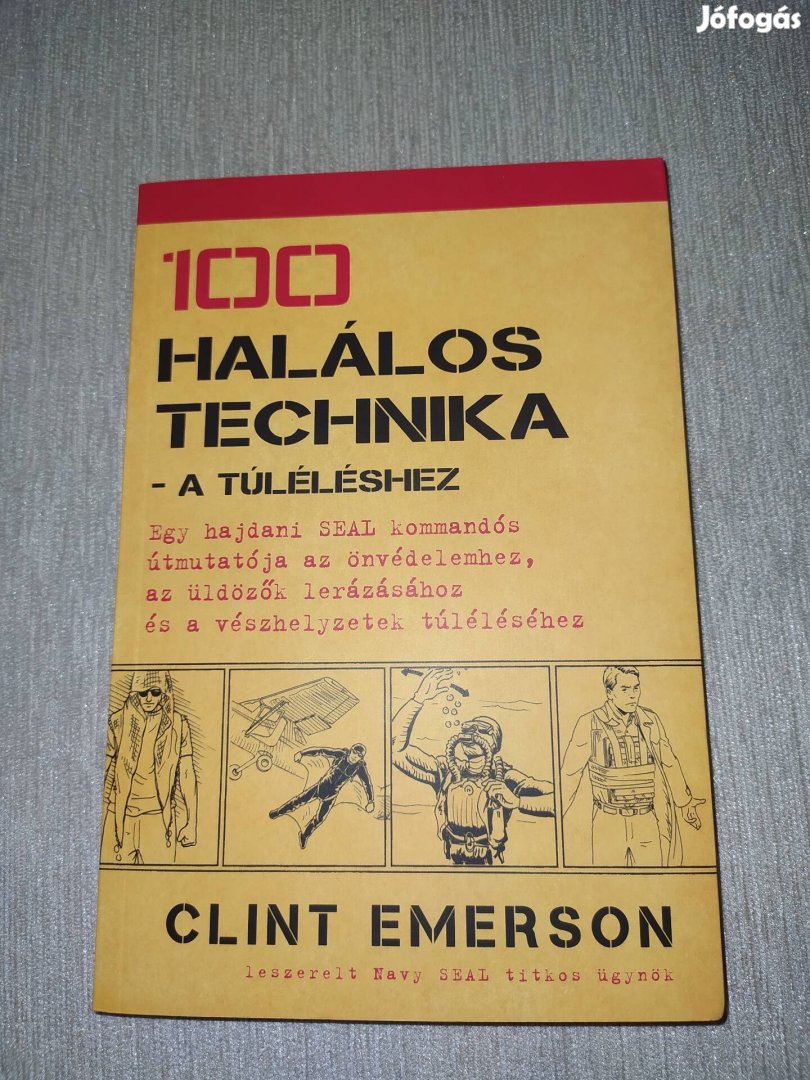 Jófogás
100
HALÁLOS
TECHNIKA
- A TÚLÉLÉSHEZ
Egy hajdani SEAL kommandós
útmutatója az önvédelemhez,
az üldözők lerázásához
és a vészhelyzetek túléléséhez
CLINT EMERSON
leszerelt Navy SEAL titkos ügynök